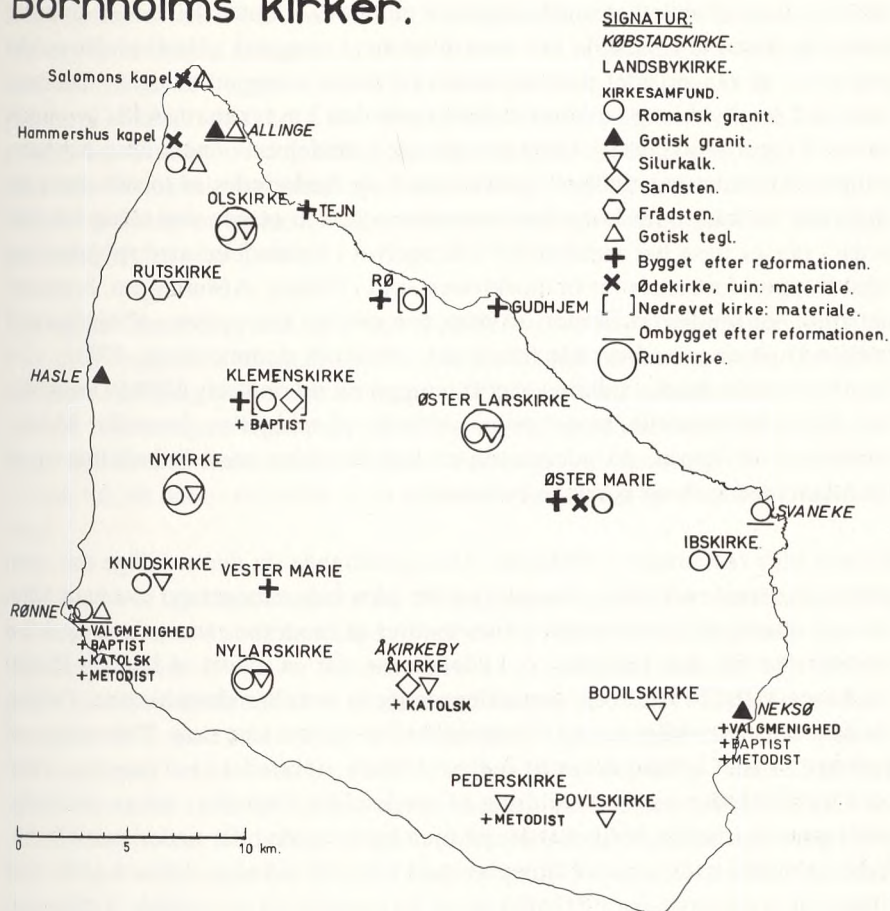 Bornholms kirker.
SIGNATUR:
KØBSTADSKIRKE.
LANDSBYKIRKE.
KIRKESAMFUND.
Romansk granit.
Gotisk granit.
Silurkalk.
Sandsten.
Frådsten.
Gotisk tegl.
Bygget efter reformationen.
Ødekirke, ruin: materiale.
[ ] Nedrevet kirke: materiale.
Ombygget efter reformationen.
Rundkirke.
Salomons kapel
Hammershus kapel
ALLINGE
OLSKIRKE
TEJN
RUTSKIRKE
RØ
GUDHJEM
HASLE
KLEMENSKIRKE
+ BAPTIST
ØSTER LARSKIRKE
NYKIRKE
ØSTER MARIE
SVANEKE
IBSKIRKE
KNUDSKIRKE
VESTER MARIE
RØNNE
+ VALGMENIGHED
+ BAPTIST
+ KATOLSK
+ METODIST
NYLARSKIRKE
ÅKIRKEBY
ÅKIRKE
+ KATOLSK
BODILSKIRKE
NEKSØ
+VALGMENIGHED
+BAPTIST
+METODIST
PEDERSKIRKE
+METODIST
POVLSKIRKE
0 5 10 km.